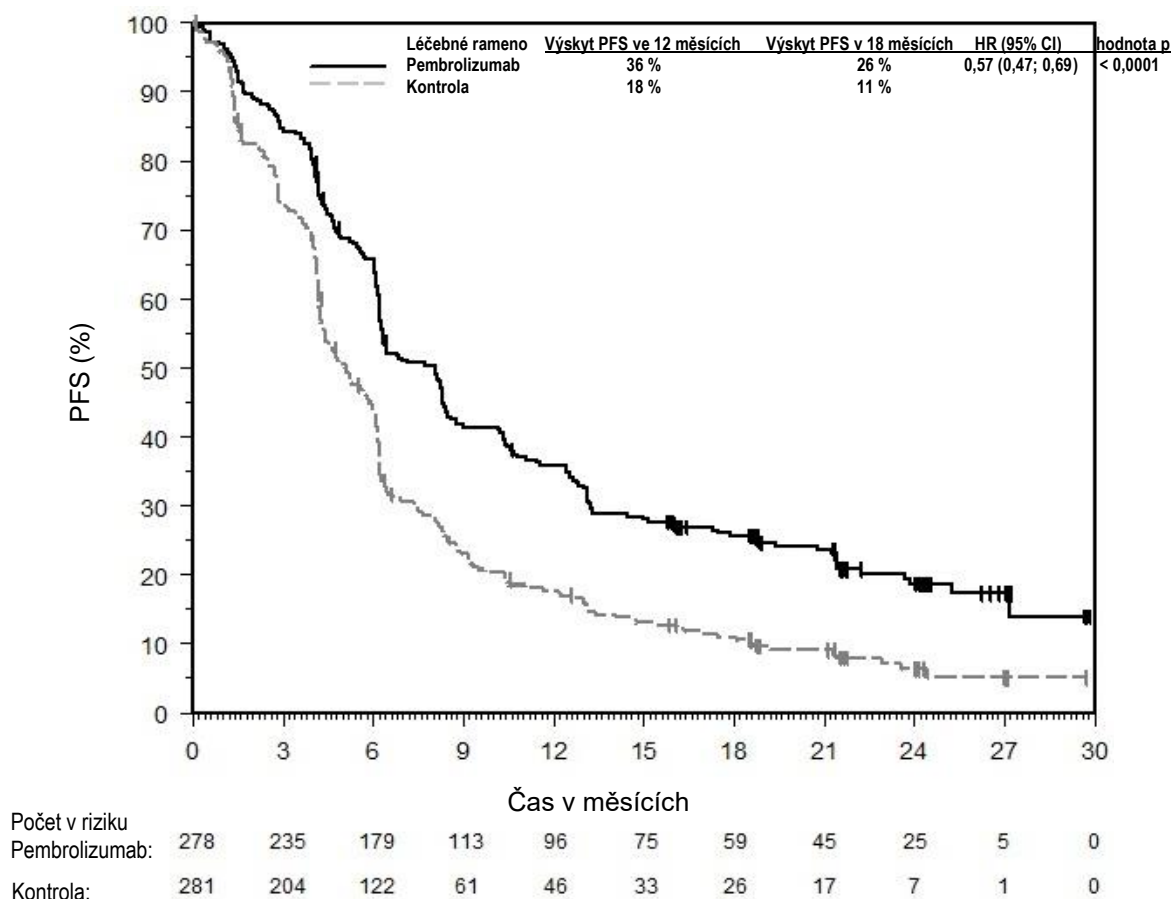 Léčebné rameno Výskyt PFS ve 12 měsících Výskyt PFS v 18 měsících HR (95% CI) hodnota p
Pembrolizumab 36 % 26 % 0,57 (0,47; 0,69) < 0,0001
Kontrola 18 % 11 %
100
90
80
70
60
50
40
30
20
10
0
PFS (%)
0 3 6 9 12 15 18 21 24 27 30
Čas v měsících
Počet v riziku
Pembrolizumab: 278 235 179 113 96 75 59 45 25 5 0
Kontrola: 281 204 122 61 46 33 26 17 7 1 0